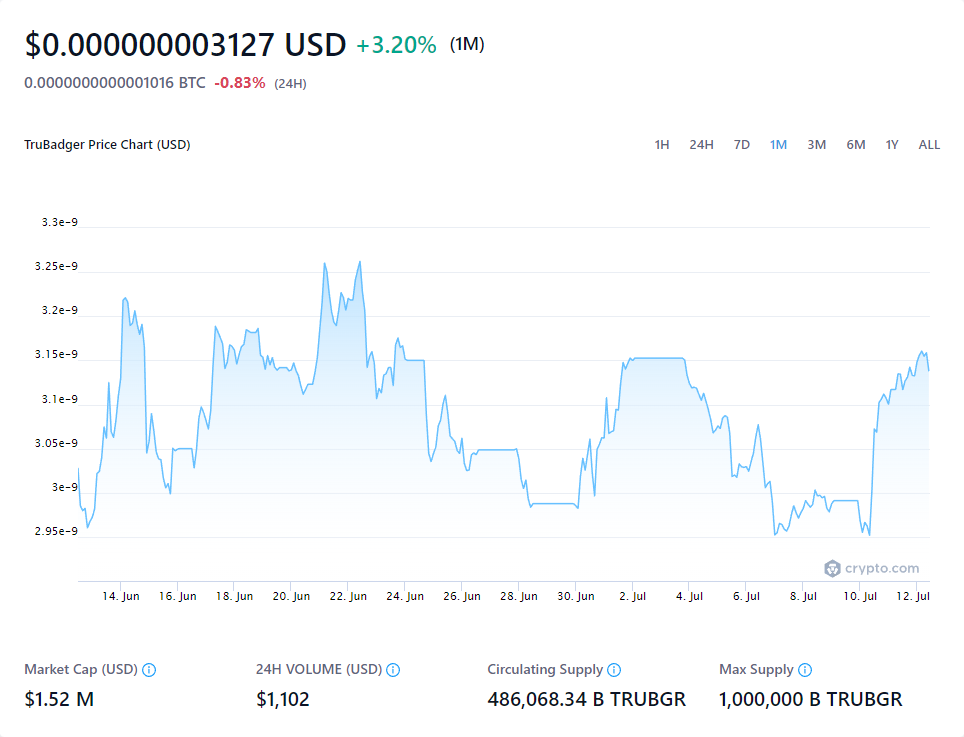 $0.000000003127 USD +3.20% (1M)
0.0000000000001016 BTC -0.83% (24H)
TruBadger Price Chart (USD) 1H 24H 7D 1M 3M 6M 1Y ALL
3.3e-9
3.25e-9
3.2e-9
3.15e-9
3.1e-9
3.05e-9
3e-9
2.95e-9
crypto.com
14. Jun 16. Jun 18. Jun 20. Jun 22. Jun 24. Jun 26. Jun 28. Jun 30. Jun 2. Jul 4. Jul 6. Jul 8. Jul 10. Jul 12. Jul
Market Cap (USD) 24H VOLUME (USD) Circulating Supply Max Supply
$1.52 M $1,102 486,068.34 B TRUBGR 1,000,000 B TRUBGR